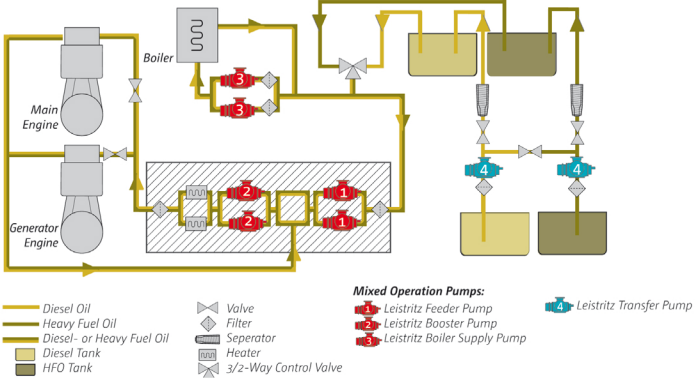 Boiler
3
3
Main
Engine
4
4
2
1
2
1
Generator
Engine
Mixed Operation Pumps:
Diesel Oil
Heavy Fuel Oil
Diesel- or Heavy Fuel Oil
Diesel Tank
HFO Tank
Valve
Filter
Seperator
Heater
3/2-Way Control Valve
1 Leistritz Feeder Pump
2 Leistritz Booster Pump
3 Leistritz Boiler Supply Pump
4 Leistritz Transfer Pump